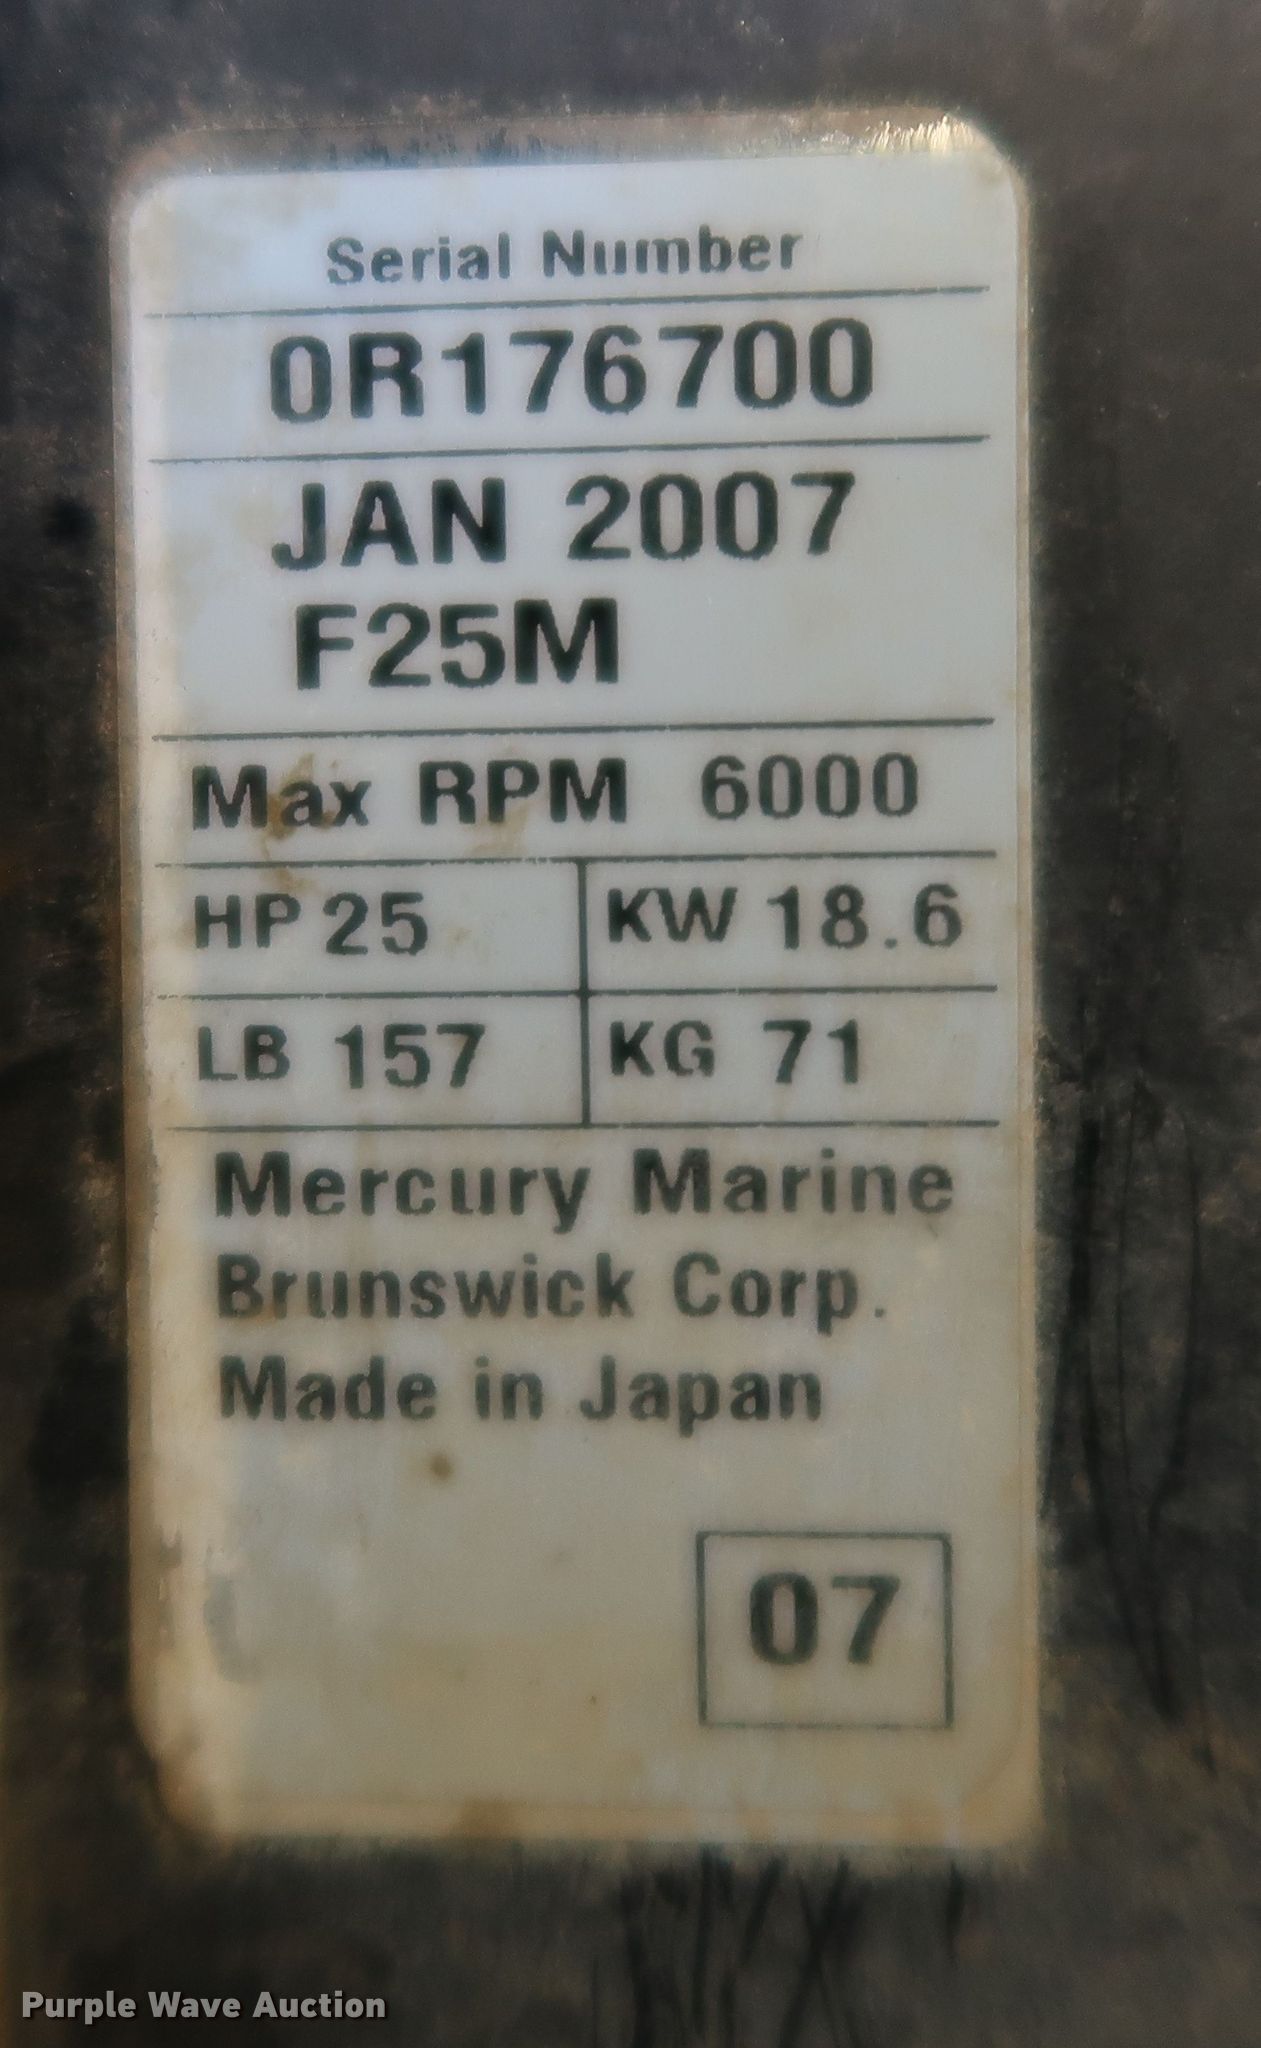 Serial Number
0R176700
JAN 2007
F25M
Max RPM 6000
HP 25 KW 18.6
LB 157 KG 71
Mercury Marine
Brunswick Corp.
Made in Japan
07
Purple Wave Auction